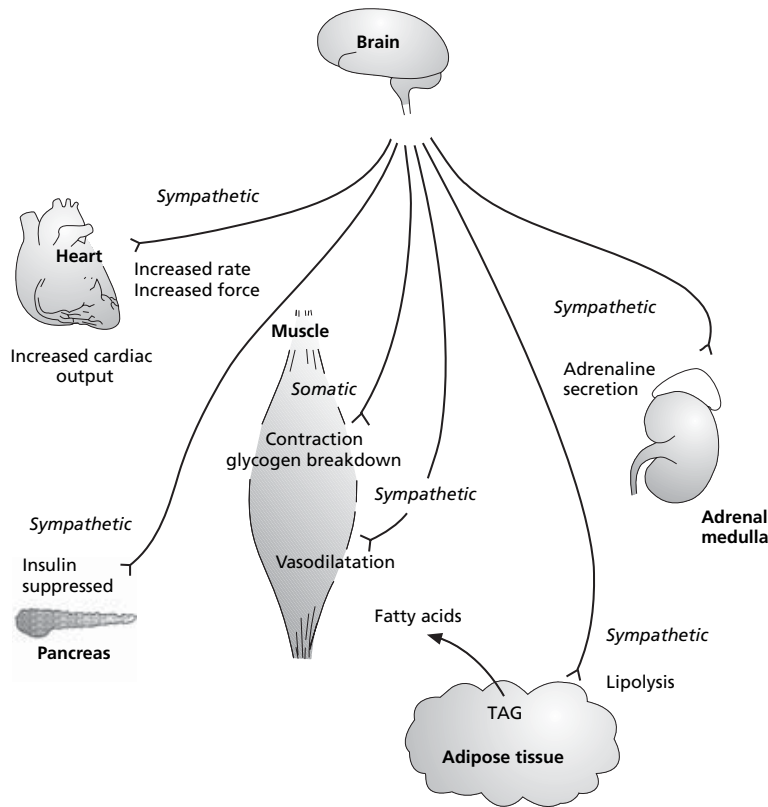 Brain
Sympathetic
Heart
Increased rate
Increased force
Increased cardiac
output
Muscle
Somatic
Contraction
glycogen breakdown
Sympathetic
Vasodilatation
Sympathetic
Insulin
suppressed
Pancreas
Sympathetic
Adrenaline
secretion
Adrenal
medulla
Fatty acids
Sympathetic
Lipolysis
TAG
Adipose tissue